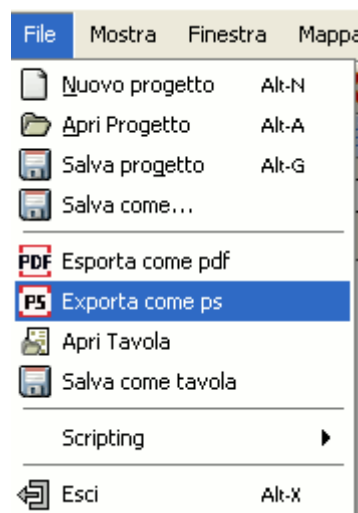 File Mostra Finestra Mappa
Nuovo progetto Alt-N
Apri Progetto Alt-A
Salva progetto Alt-G
Salva come...
PDF Esporta come pdf
PS Exporta come ps
Apri Tavola
Salva come tavola
Scripting
Esci Alt-X